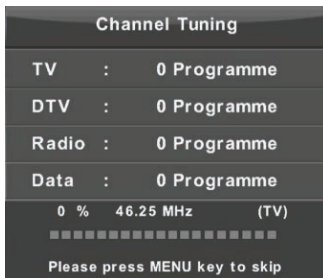 Channel Tuning
TV : 0 Programme
DTV : 0 Programme
Radio : 0 Programme
Data : 0 Programme
0 % 46.25 MHz (TV)
Please press MENU key to skip